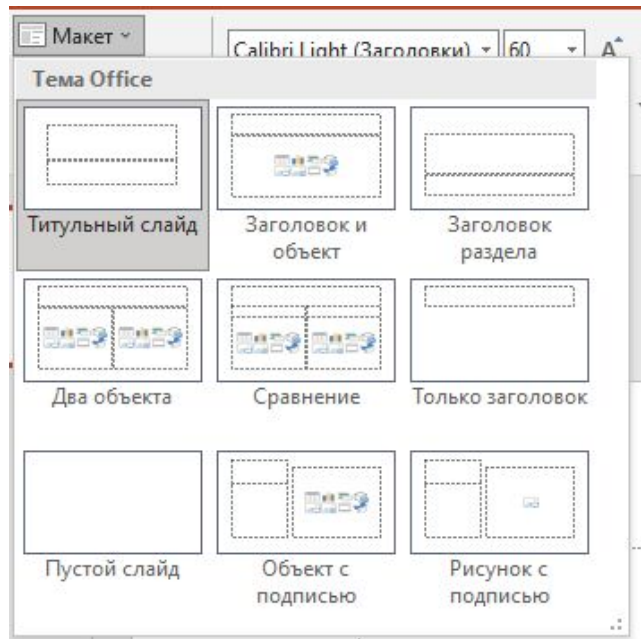 Макет
Calibri Light (Заголовки) 60 A
Тема Office
Титульный слайд
Заголовок и
объект
Заголовок
раздела
Два объекта
Сравнение
Только заголовок
Пустой слайд
Объект с
подписью
Рисунок с
подписью